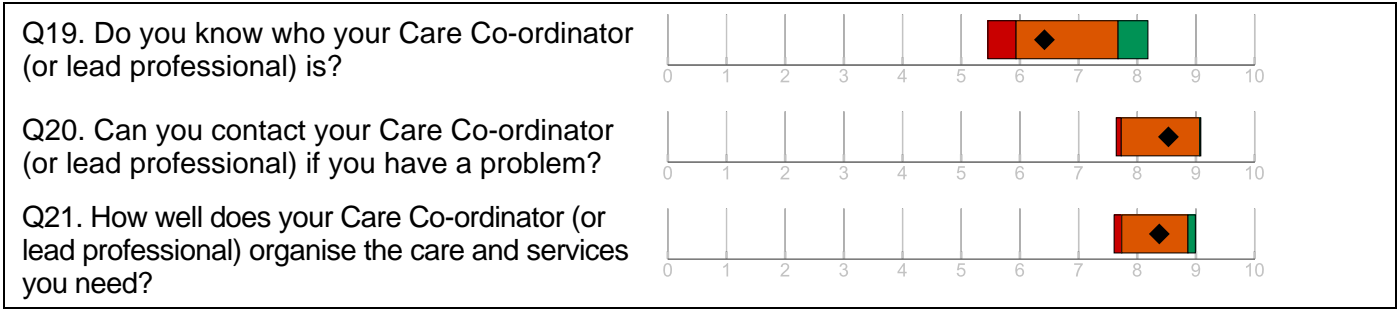 Q19. Do you know who your Care Co-ordinator
(or lead professional) is?
0 1 2 3 4 5 6 7 8 9 10
Q20. Can you contact your Care Co-ordinator
(or lead professional) if you have a problem?
0 1 2 3 4 5 6 7 8 9 10
Q21. How well does your Care Co-ordinator (or
lead professional) organise the care and services
you need?
0 1 2 3 4 5 6 7 8 9 10